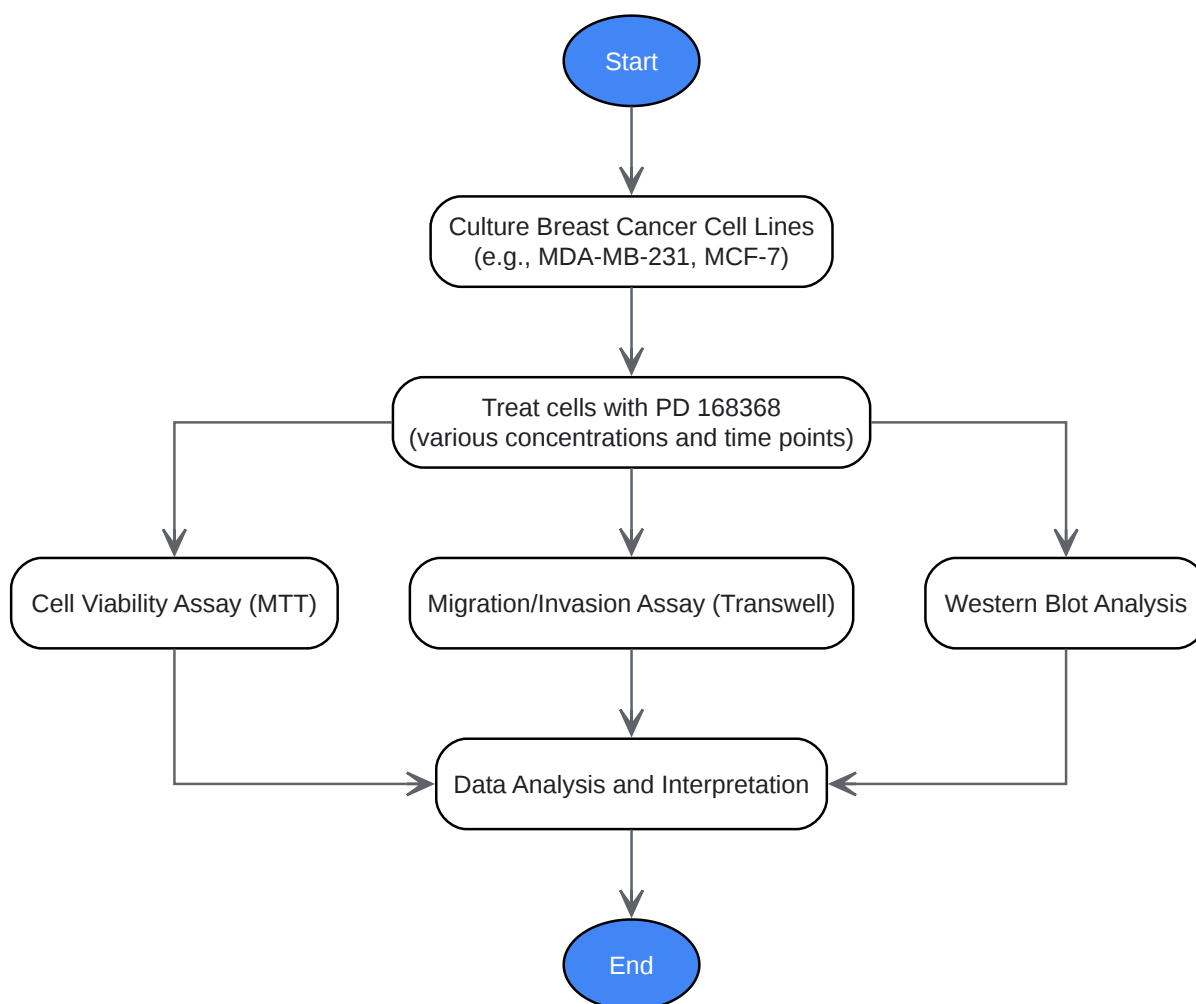 Start
Culture Breast Cancer Cell Lines
(e.g., MDA-MB-231, MCF-7)
Treat cells with PD 168368
(various concentrations and time points)
Cell Viability Assay (MTT)
Migration/Invasion Assay (Transwell)
Western Blot Analysis
Data Analysis and Interpretation
End